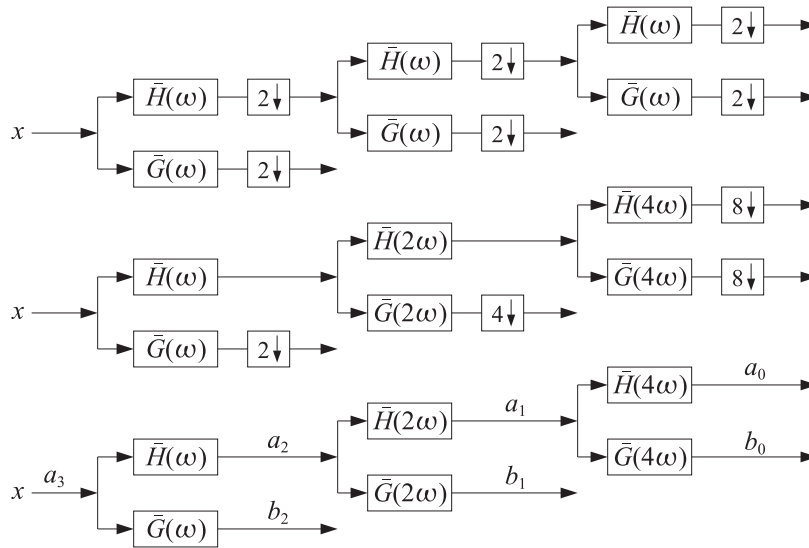 H̄(ω) 2↓
H̄(ω) 2↓
H̄(ω) 2↓ Ḡ(ω) 2↓
x
Ḡ(ω) 2↓
Ḡ(ω) 2↓
H̄(4ω) 8↓
H̄(2ω)
H̄(ω) Ḡ(4ω) 8↓
x
Ḡ(2ω) 4↓
Ḡ(ω) 2↓
H̄(4ω) a₀
H̄(2ω) a₁
H̄(ω) a₂ Ḡ(4ω) b₀
x a₃
Ḡ(2ω) b₁
Ḡ(ω) b₂